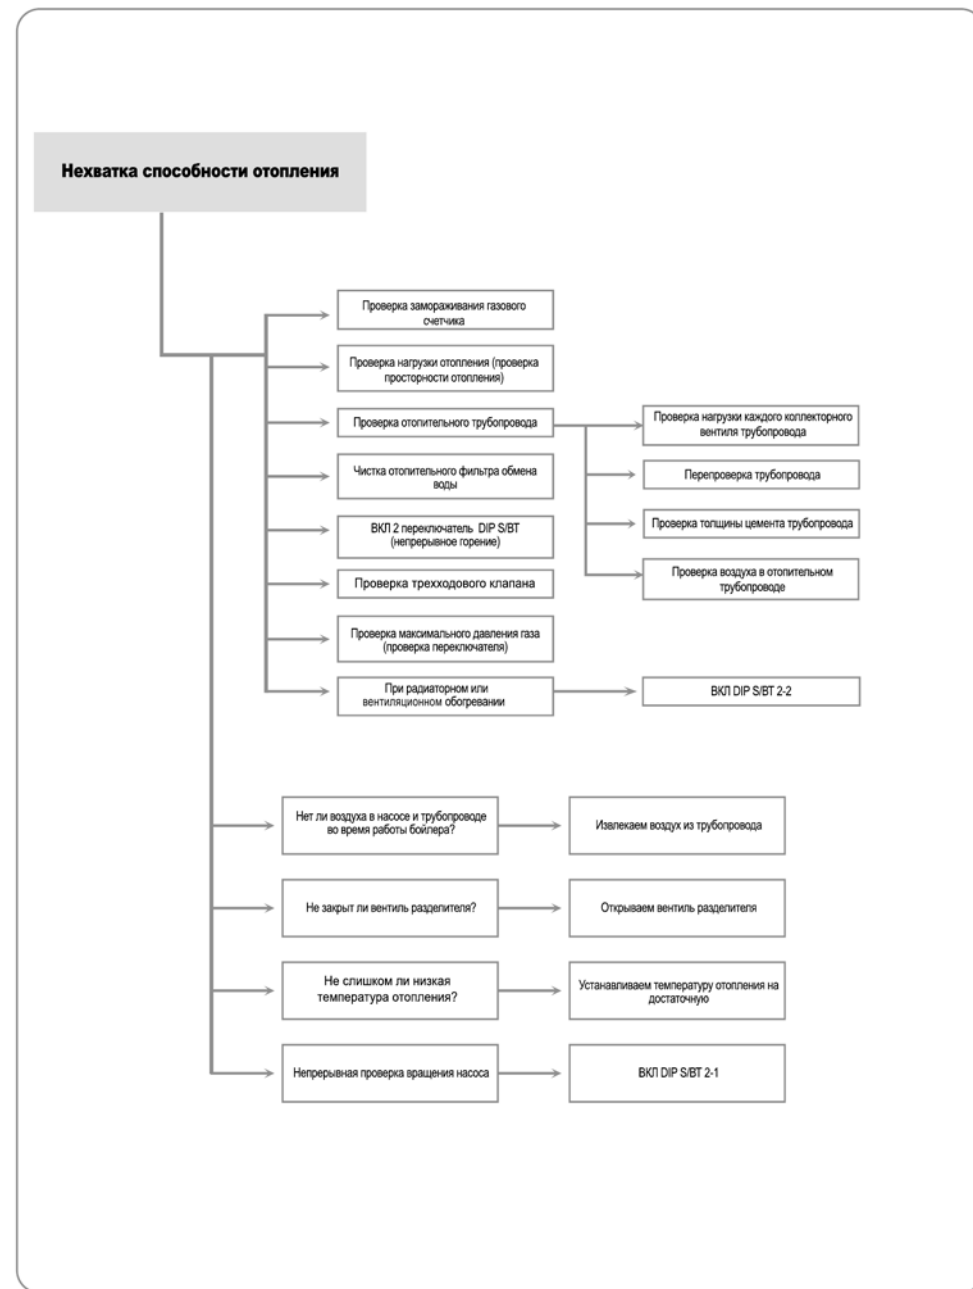 Нехватка способности отопления
Проверка замораживания газового
счетчика
Проверка нагрузки отопления (проверка
просторности отопления)
Проверка отопительного трубопровода
Проверка нагрузки каждого коллекторного
вентиля трубопровода
Перепроверка трубопровода
Проверка толщины цемента трубопровода
Проверка воздуха в отопительном
трубопроводе
Чистка отопительного фильтра обмена
воды
ВКЛ 2 переключатель DIP S/BT
(непрерывное горение)
Проверка трехходового клапана
Проверка максимального давления газа
(проверка переключателя)
При радиаторном или
вентиляционном обогревании
ВКЛ DIP S/BT 2-2
Нет ли воздуха в насосе и трубопроводе
во время работы бойлера?
Извлекаем воздух из трубопровода
Не закрыт ли вентиль разделителя?
Открываем вентиль разделителя
Не слишком ли низкая
температура отопления?
Устанавливаем температуру отопления на
достаточную
Непрерывная проверка вращения насоса
ВКЛ DIP S/BT 2-1